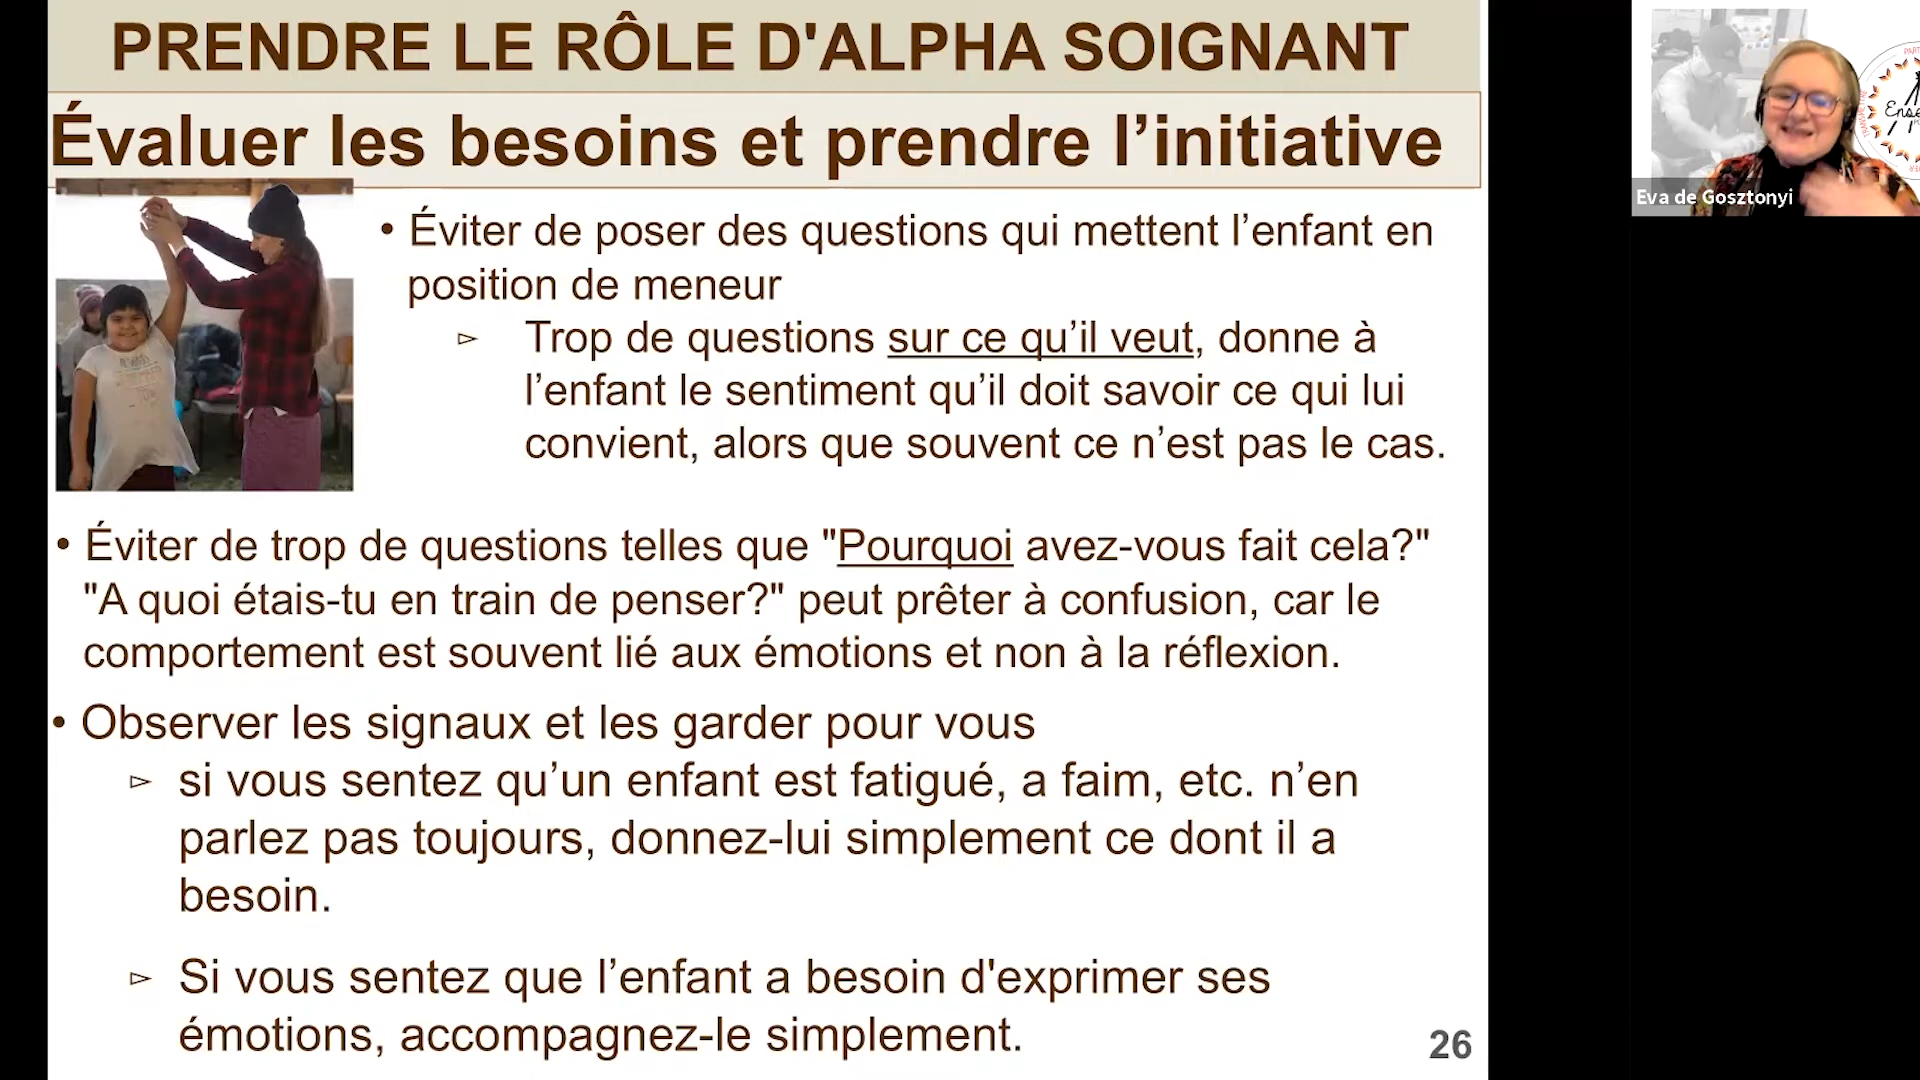 PRENDRE LE RÔLE D'ALPHA SOIGNANT
Évaluer les besoins et prendre l’initiative
• Éviter de poser des questions qui mettent l’enfant en
position de meneur
▻ Trop de questions sur ce qu’il veut, donne à
l’enfant le sentiment qu’il doit savoir ce qui lui
convient, alors que souvent ce n’est pas le cas.
• Éviter de trop de questions telles que "Pourquoi avez-vous fait cela?"
"A quoi étais-tu en train de penser?" peut prêter à confusion, car le
comportement est souvent lié aux émotions et non à la réflexion.
• Observer les signaux et les garder pour vous
▻ si vous sentez qu’un enfant est fatigué, a faim, etc. n’en
parlez pas toujours, donnez-lui simplement ce dont il a
besoin.
▻ Si vous sentez que l’enfant a besoin d'exprimer ses
émotions, accompagnez-le simplement.
26
Eva de Gosztonyi